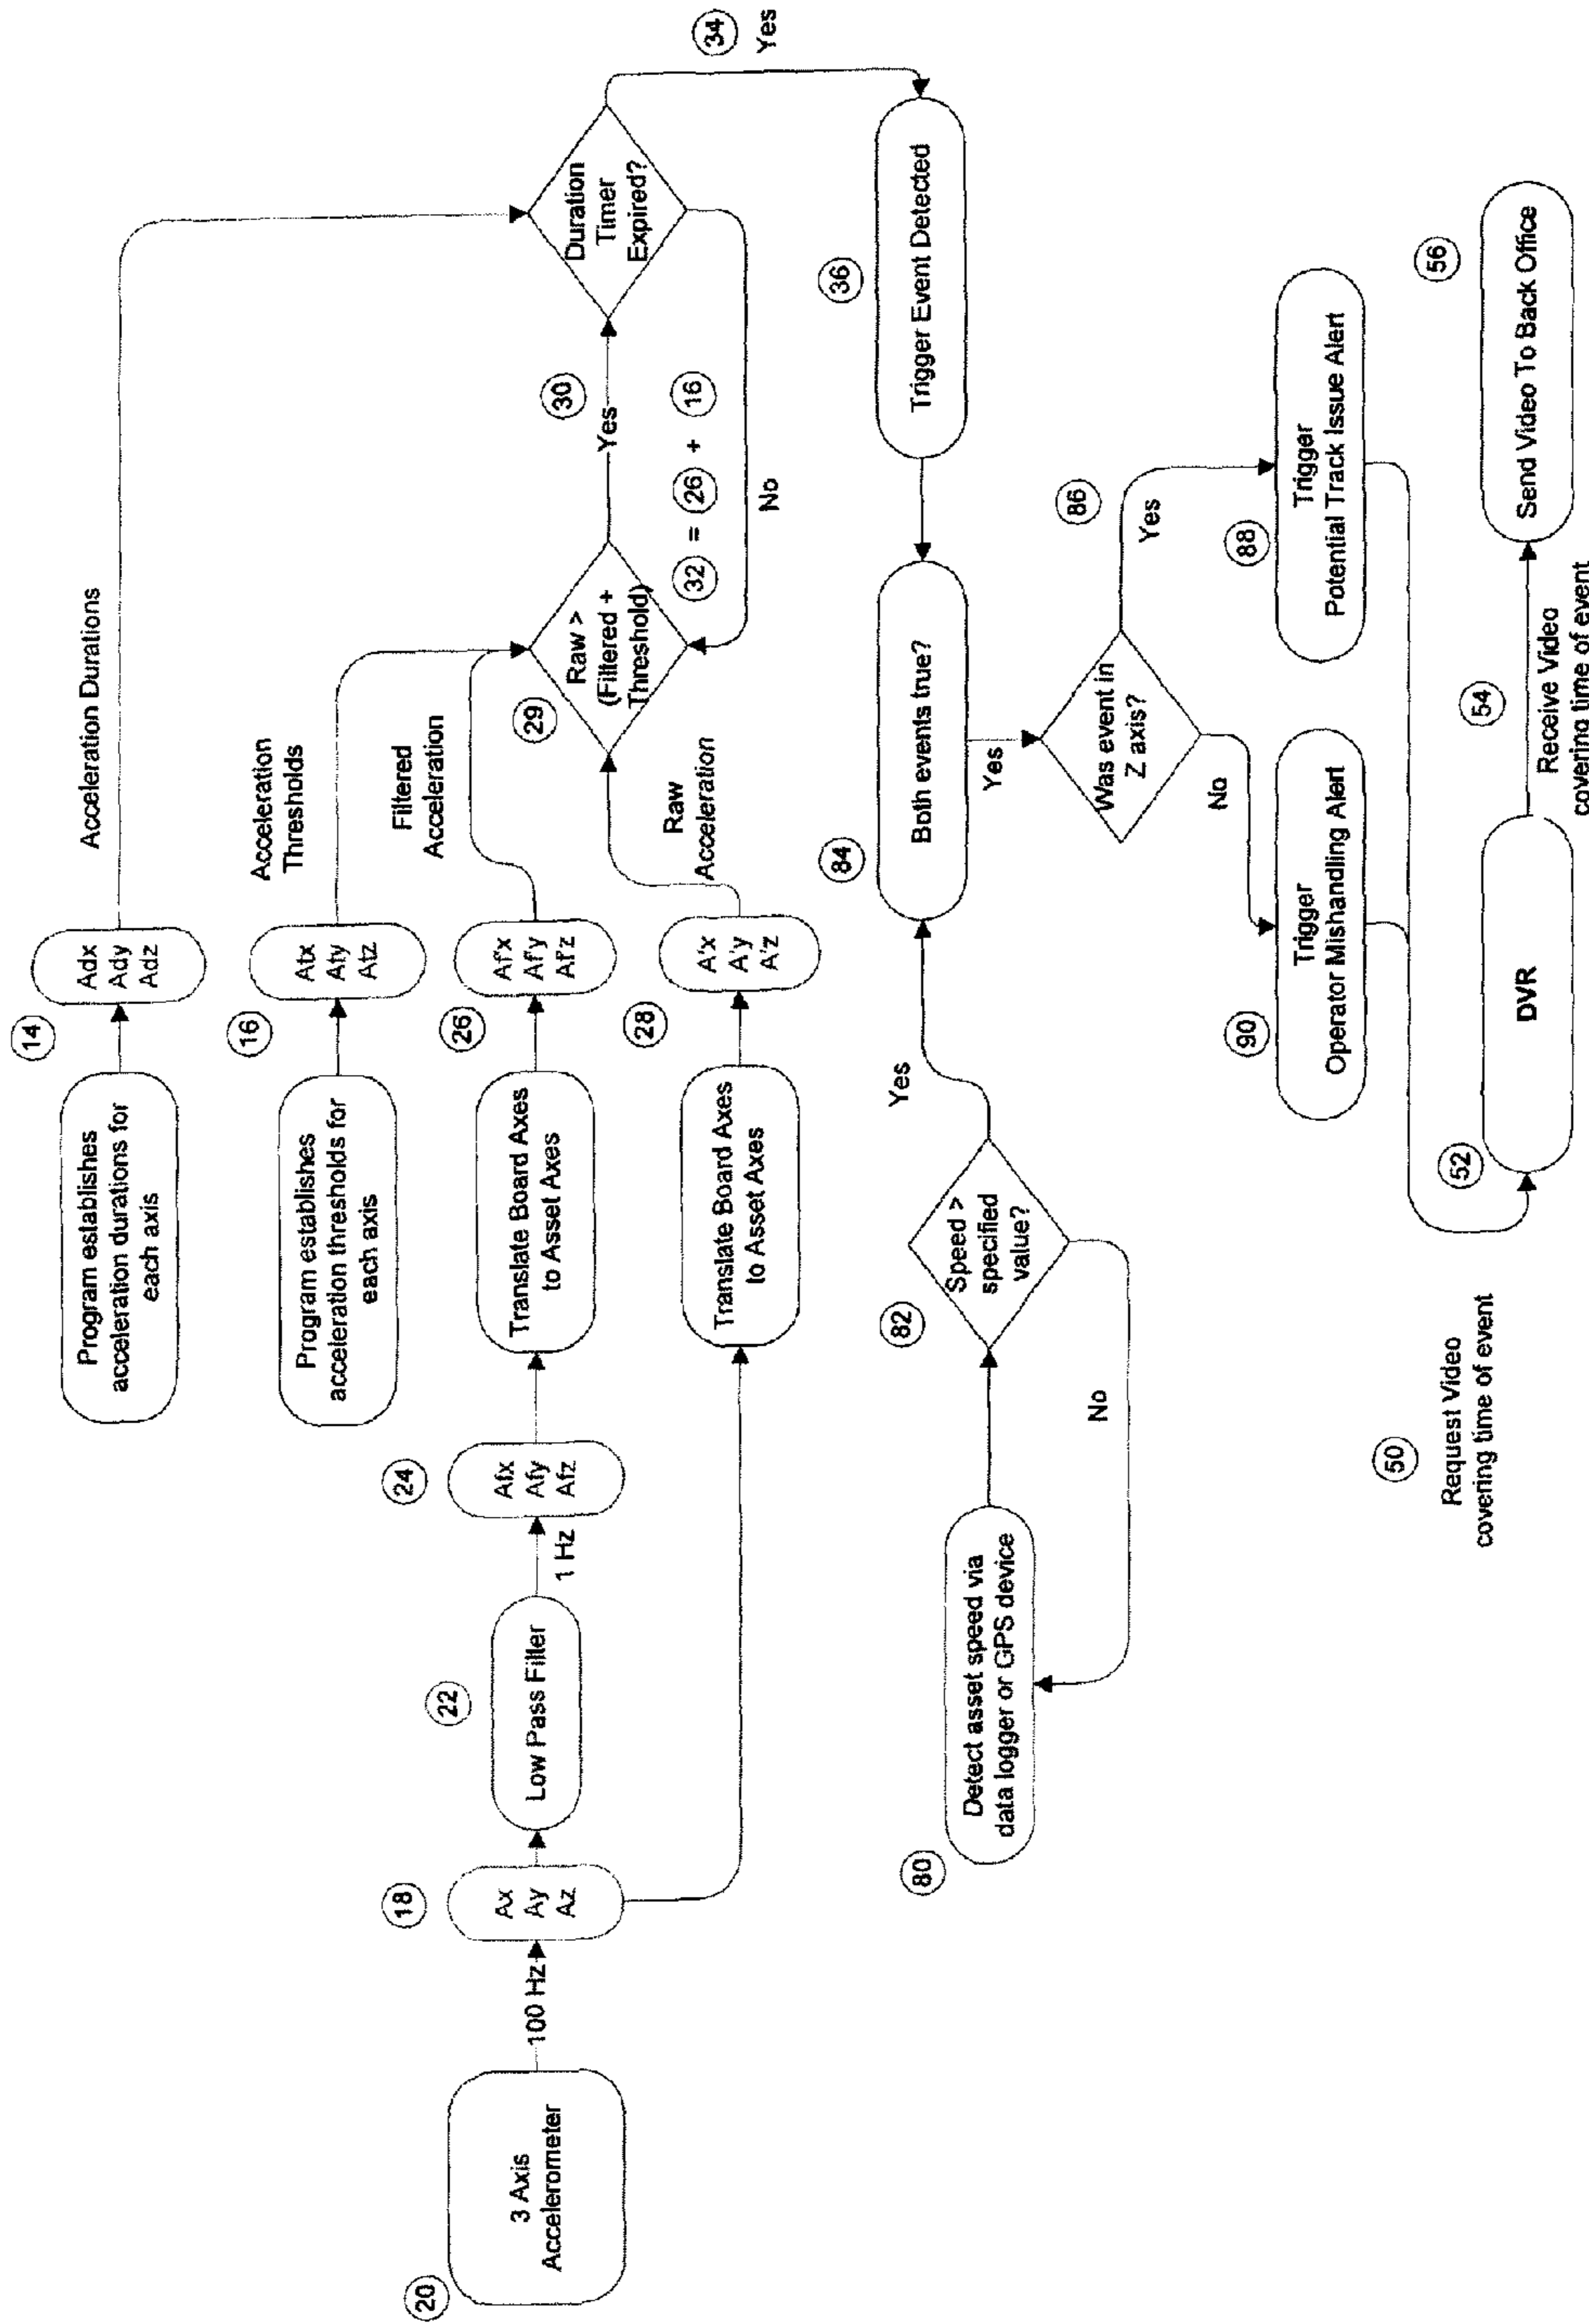 14
Program establishes
acceleration durations for
each axis
Adx
Ady
Adz
Acceleration Durations
16
Program establishes
acceleration thresholds for
each axis
Atx
Aty
Atz
Acceleration
Thresholds
20
3 Axis
Accelerometer
100 Hz
18
Ax
Ay
Az
22
Low Pass Filter
1 Hz
24
Afx
Afy
Afz
Translate Board Axes
to Asset Axes
26
Af'x
Af'y
Af'z
Filtered
Acceleration
Translate Board Axes
to Asset Axes
28
A'x
A'y
A'z
Raw
Acceleration
29
Raw >
(Filtered +
Threshold)
30
Yes
32 = 26 + 16
No
Duration
Timer
Expired?
34
Yes
36
Trigger Event Detected
80
Detect asset speed via
data logger or GPS device
82
Speed >
specified
value?
No
Yes
84
Both events true?
Yes
Was event in
Z axis?
86
Yes
No
88
Trigger
Potential Track Issue Alert
90
Trigger
Operator Mishandling Alert
50
Request Video
covering time of event
52
DVR
54
Receive Video
covering time of event
56
Send Video To Back Office